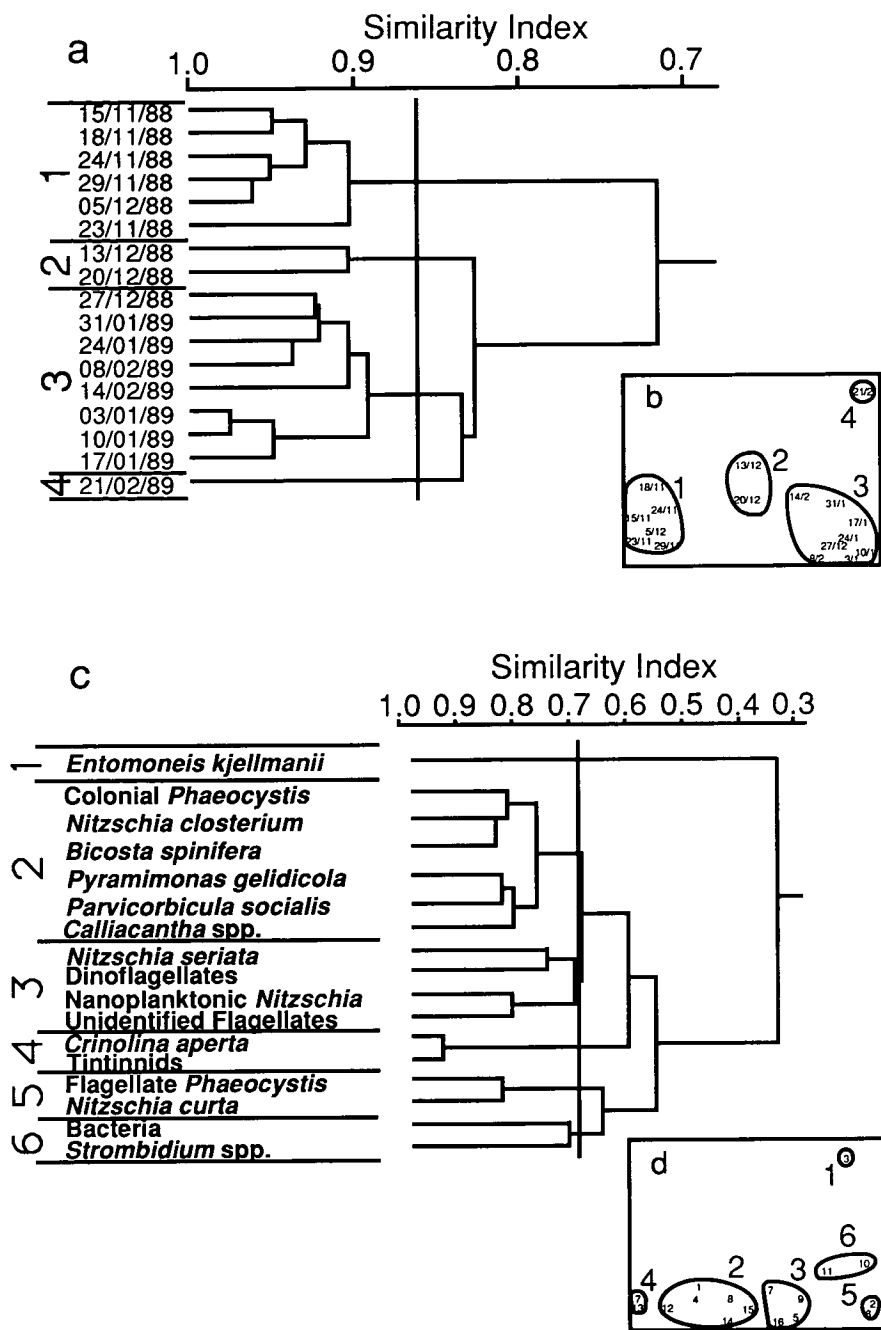 a
Similarity Index
1.0 0.9 0.8 0.7
1
15/11/88
18/11/88
24/11/88
29/11/88
05/12/88
23/11/88
2
13/12/88
20/12/88
3
27/12/88
31/01/89
24/01/89
08/02/89
14/02/89
03/01/89
10/01/89
17/01/89
4
21/02/89
b
21/2
4
13/12
2
20/12
1
18/11
24/11
15/11
5/12
23/11
3
14/2
31/1
17/1
24/1
27/12
10/1
3/1
c
Similarity Index
1.0 0.9 0.8 0.7 0.6 0.5 0.4 0.3
1
Entomoneis kjellmanii
2
Colonial Phaeocystis
Nitzschia closterium
Bicosta spinifera
Pyramimonas gelidicola
Parvicorbicula socialis
Calliacantha spp.
3
Nitzschia seriata
Dinoflagellates
Nanoplanktonic Nitzschia
Unidentified Flagellates
4
Crinolina aperta
Tintinnids
5
Flagellate Phaeocystis
Nitzschia curta
6
Bacteria
Strombidium spp.
d
3
1
6
11 10
4
7
13
2
1
4 8
12 15
14
3
7
9
16 5
5
2